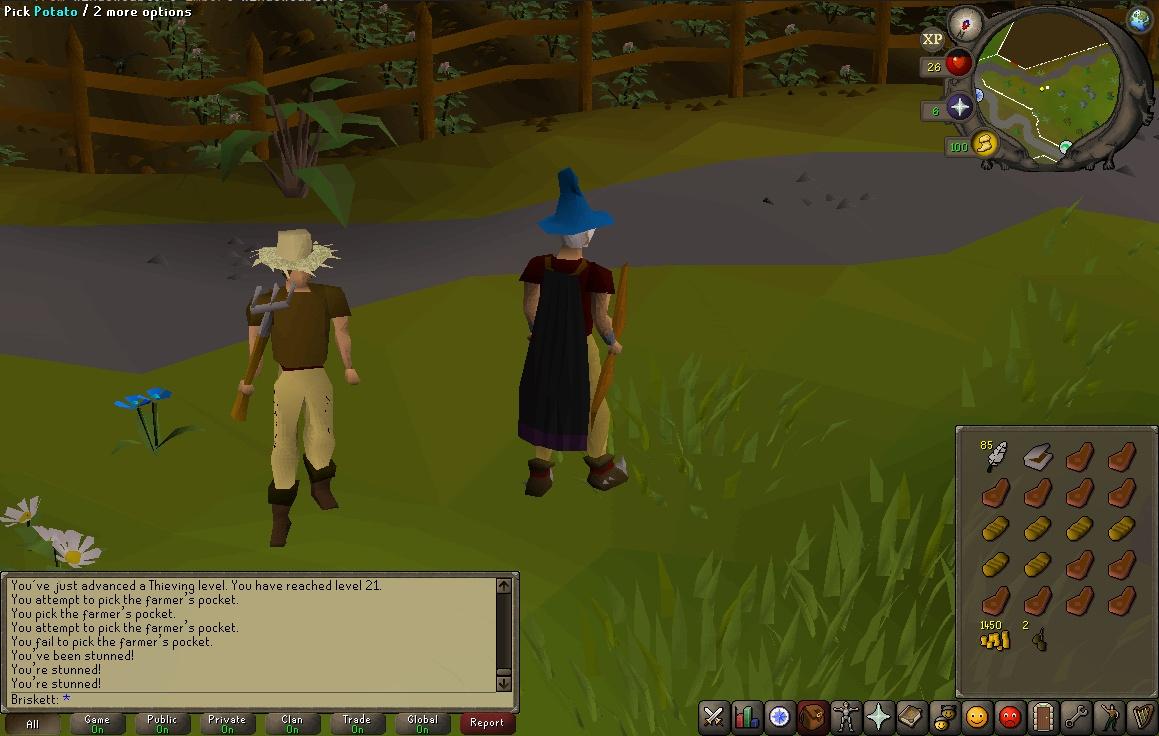 Pick Potato / 2 more options
XP
26
6
100
85
1450
2
You've just advanced a Thieving level. You have reached level 21.
You attempt to pick the farmer's pocket.
You pick the farmer's pocket.
You attempt to pick the farmer's pocket.
You fail to pick the farmer's pocket.
You've been stunned!
You're stunned!
You're stunned!
Briskett: *
All
Game
On
Public
On
Private
On
Clan
On
Trade
On
Global
On
Report